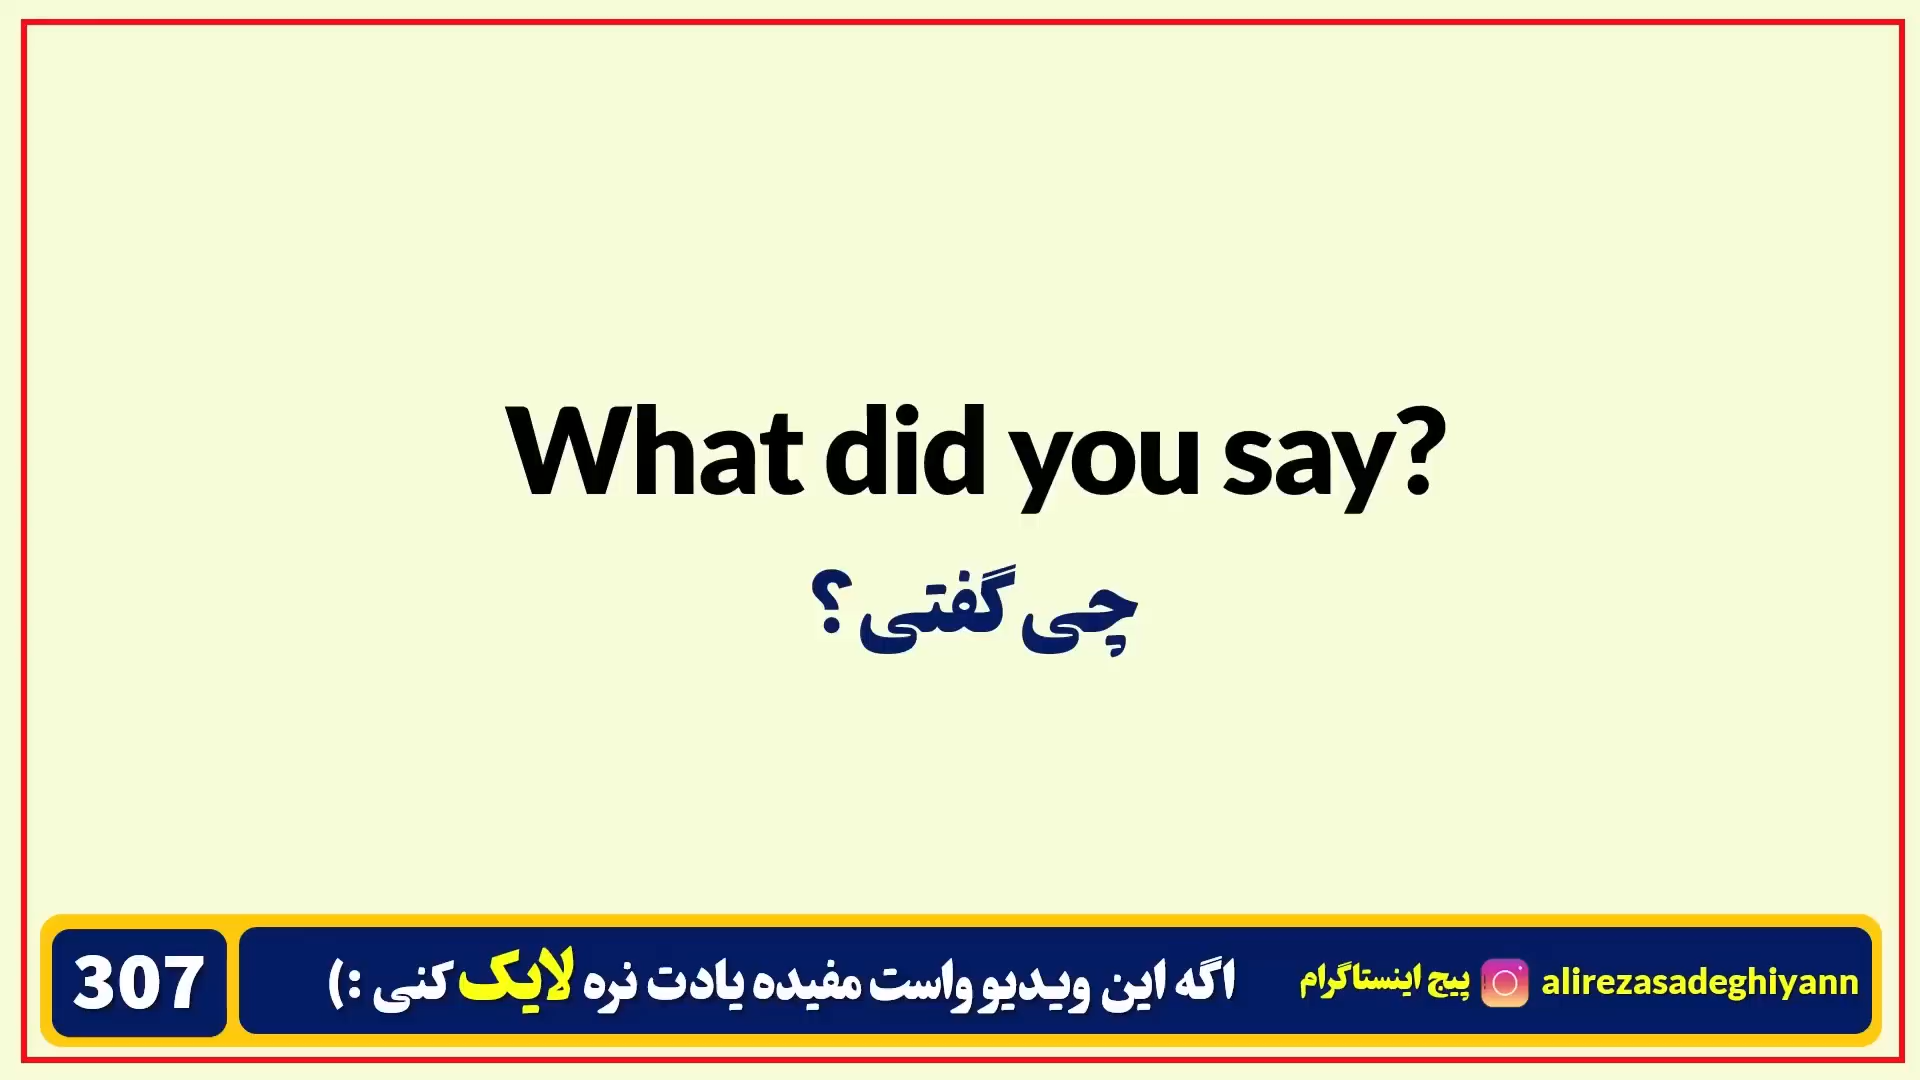 What did you say?
چی گفتی ؟
307
اگه این ویدیو واست مفیده یادت نره لایک کنی :)
پیج اینستاگرام alirezasadeghiyann